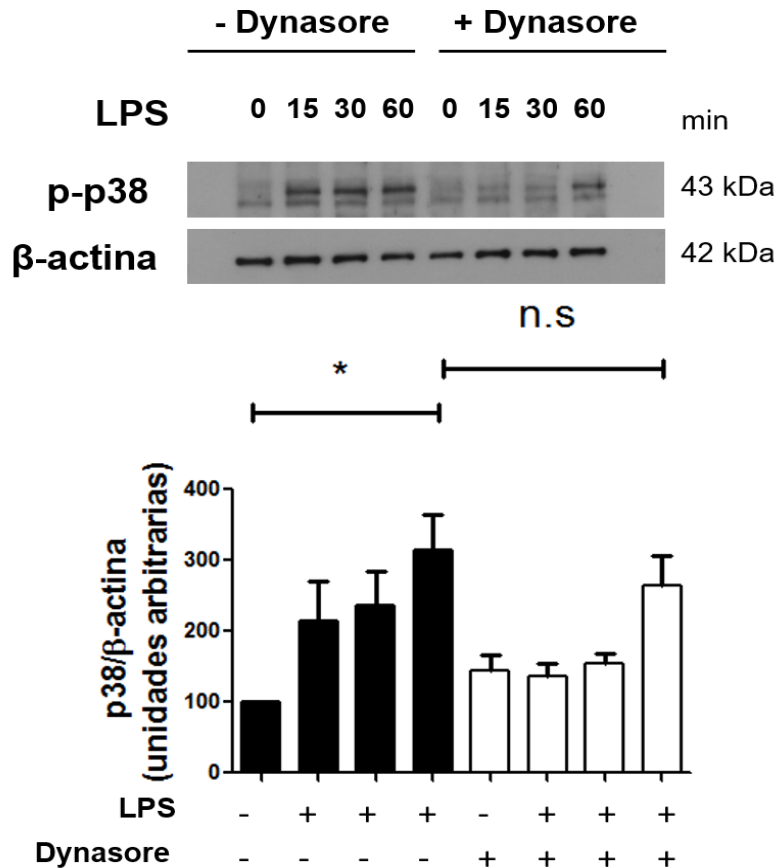 - Dynasore + Dynasore
LPS 0 15 30 60 0 15 30 60 min
p-p38 43 kDa
β-actina 42 kDa
n.s
*
p38/β-actina
(unidades arbitrarias)
400
300
200
100
0
LPS - + + + - + + +
Dynasore - - - - + + + +